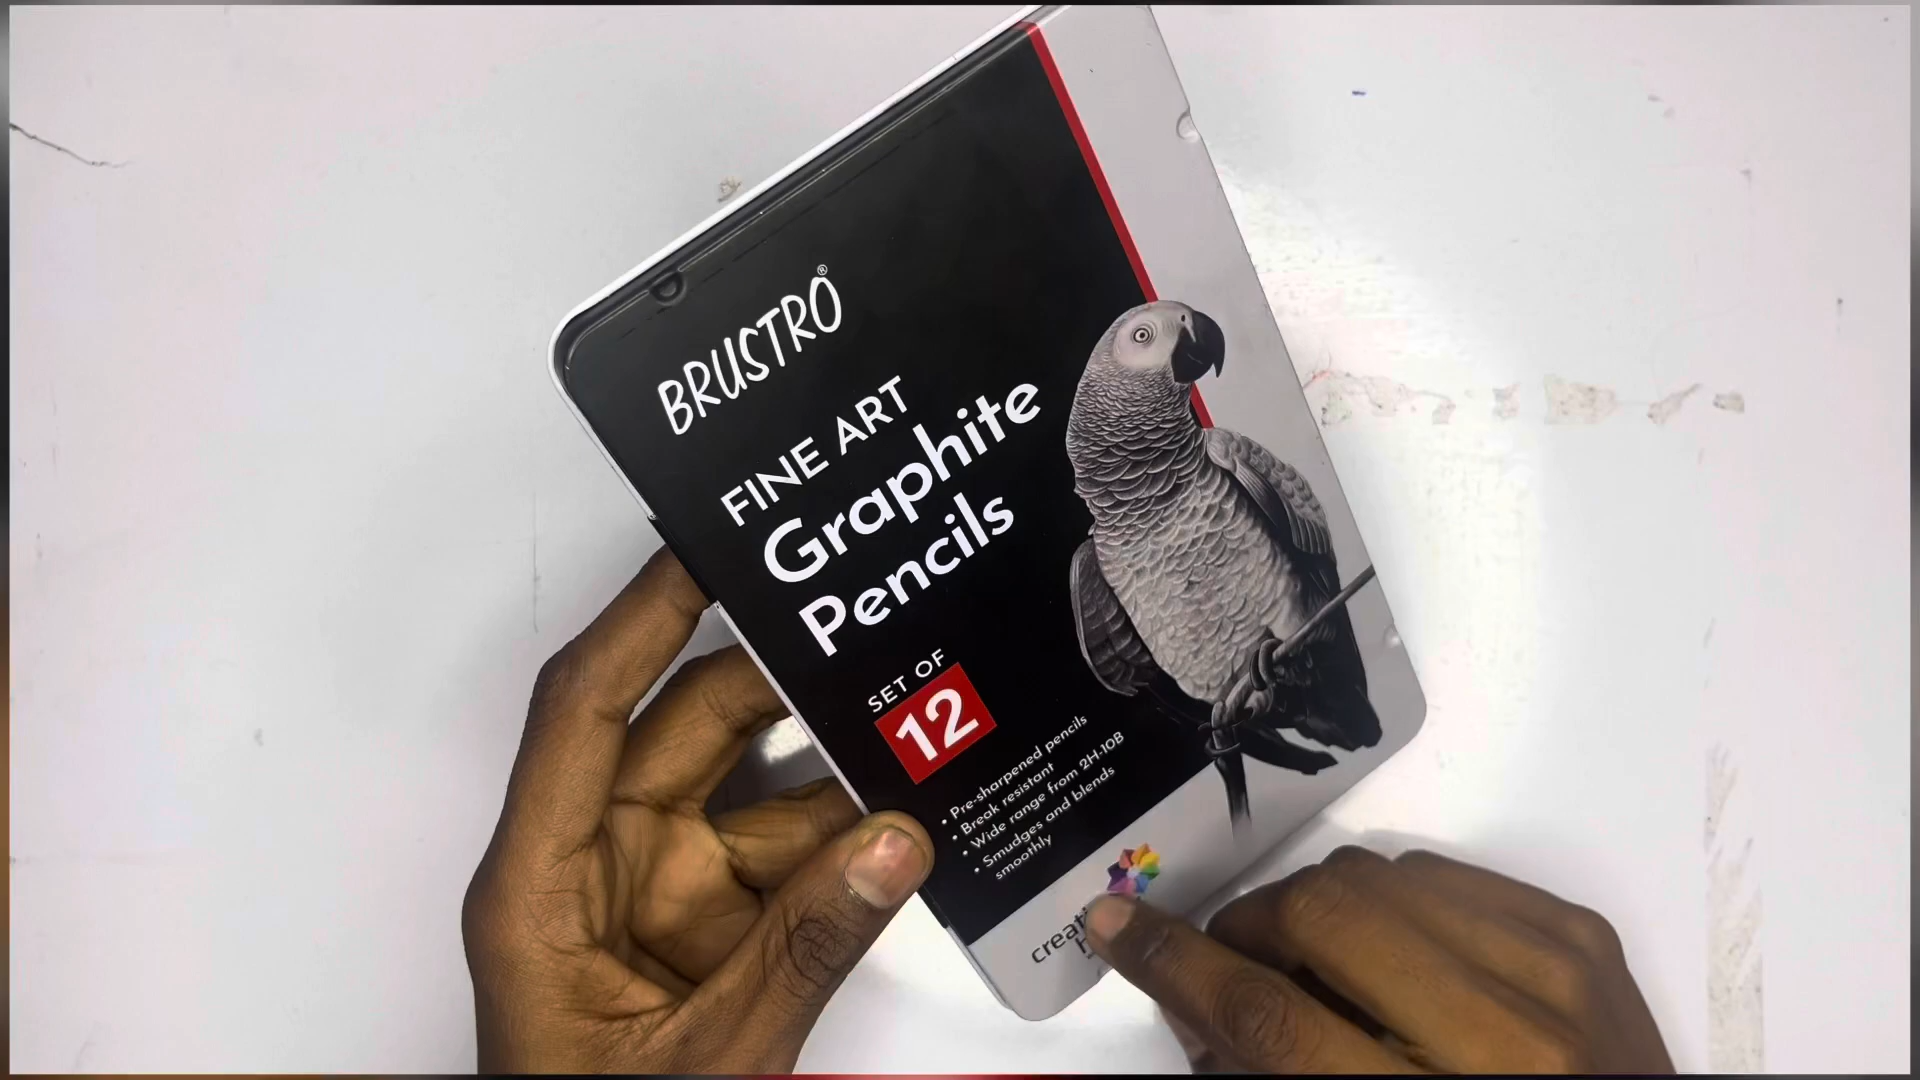 BRUSTRO®
FINE ART
Graphite
Pencils
SET OF
12
• Pre-sharpened pencils
• Break resistant
• Wide range from 2H-10B
• Smudges and blends
smoothly